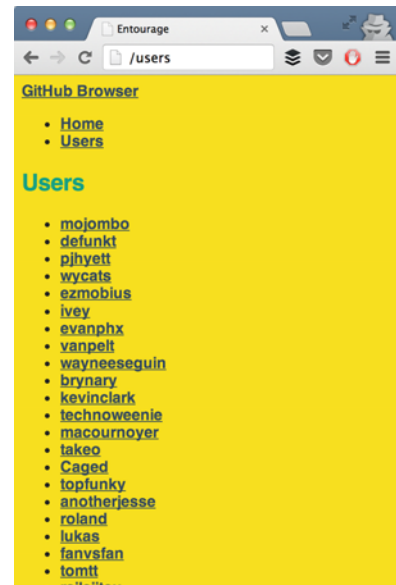 Entourage
/users
GitHub Browser
Home
Users
Users
mojombo
defunkt
pjhyett
wycats
ezmobius
ivey
evanphx
vanpelt
wayneeseguin
brynary
kevinclark
technoweenie
macournoyer
takeo
Caged
topfunky
anotherjesse
roland
lukas
fanvsfan
tomtt